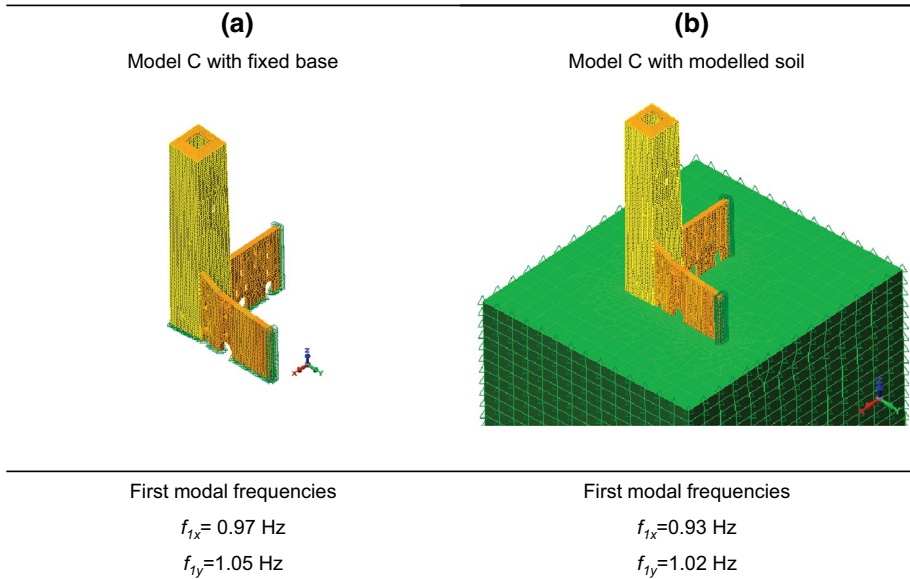 (a)
Model C with fixed base
(b)
Model C with modelled soil
Z
X
Y
Z
X
Y
First modal frequencies
f1x= 0.97 Hz
f1y=1.05 Hz
First modal frequencies
f1x=0.93 Hz
f1y=1.02 Hz